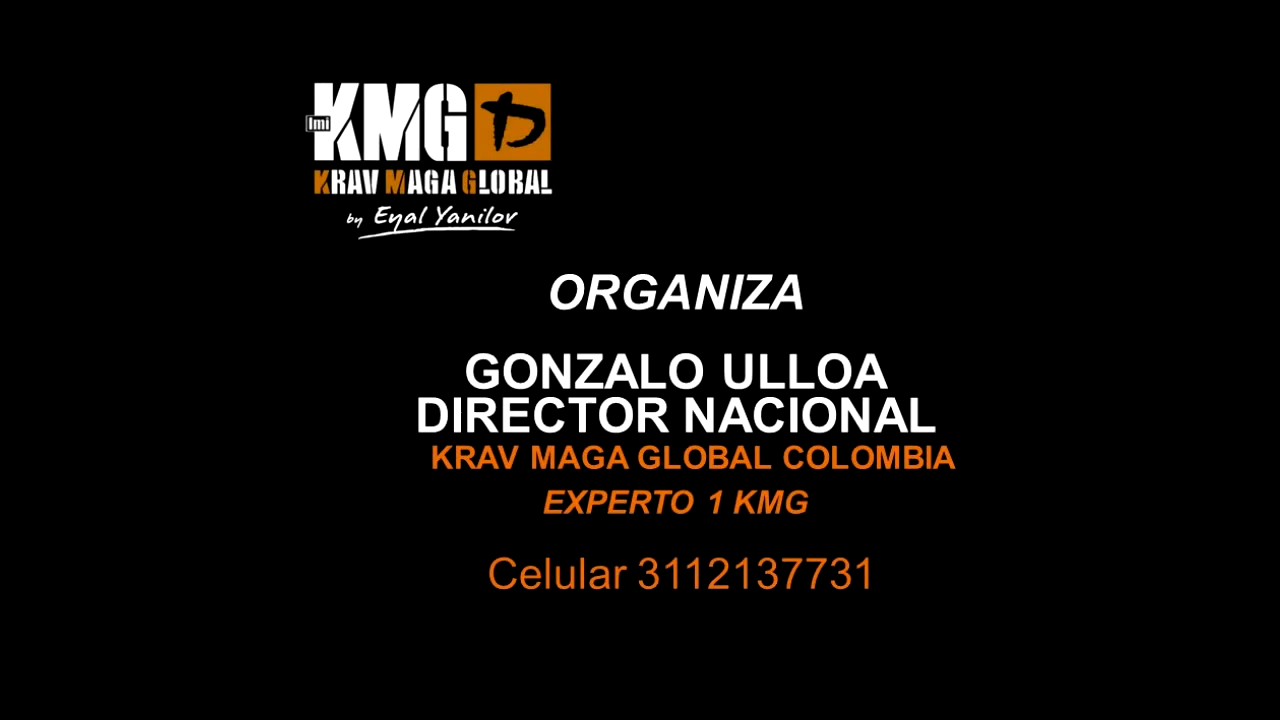 KMG
Imi
KRAV MAGA GLOBAL
by Eyal Yanilov
ORGANIZA
GONZALO ULLOA
DIRECTOR NACIONAL
KRAV MAGA GLOBAL COLOMBIA
EXPERTO 1 KMG
Celular 3112137731